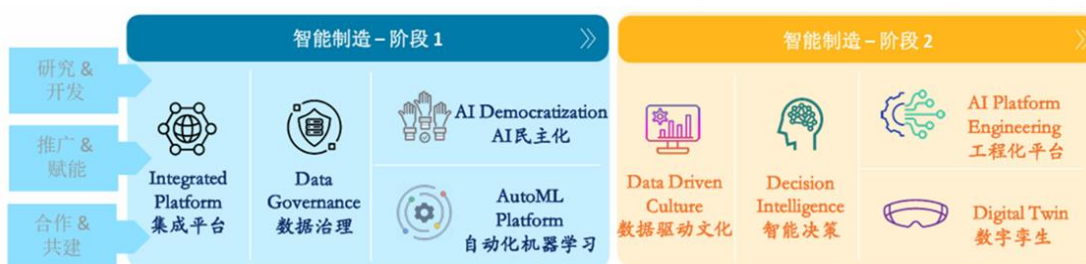 智能制造 – 阶段 1
智能制造 – 阶段 2
研究 &
开发
推广 &
赋能
合作 &
共建
Integrated
Platform
集成平台
Data
Governance
数据治理
AI Democratization
AI民主化
AutoML
Platform
自动化机器学习
Data Driven
Culture
数据驱动文化
Decision
Intelligence
智能决策
AI Platform
Engineering
工程化平台
Digital Twin
数字孪生